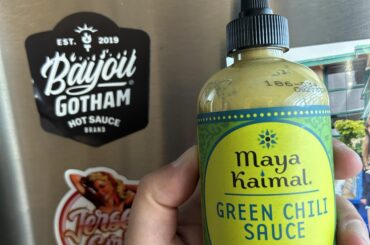 EST. 2019
Bayou
GOTHAM
HOT SAUCE
BRAND
Maya
Kaimal
GREEN CHILI
SAUCE